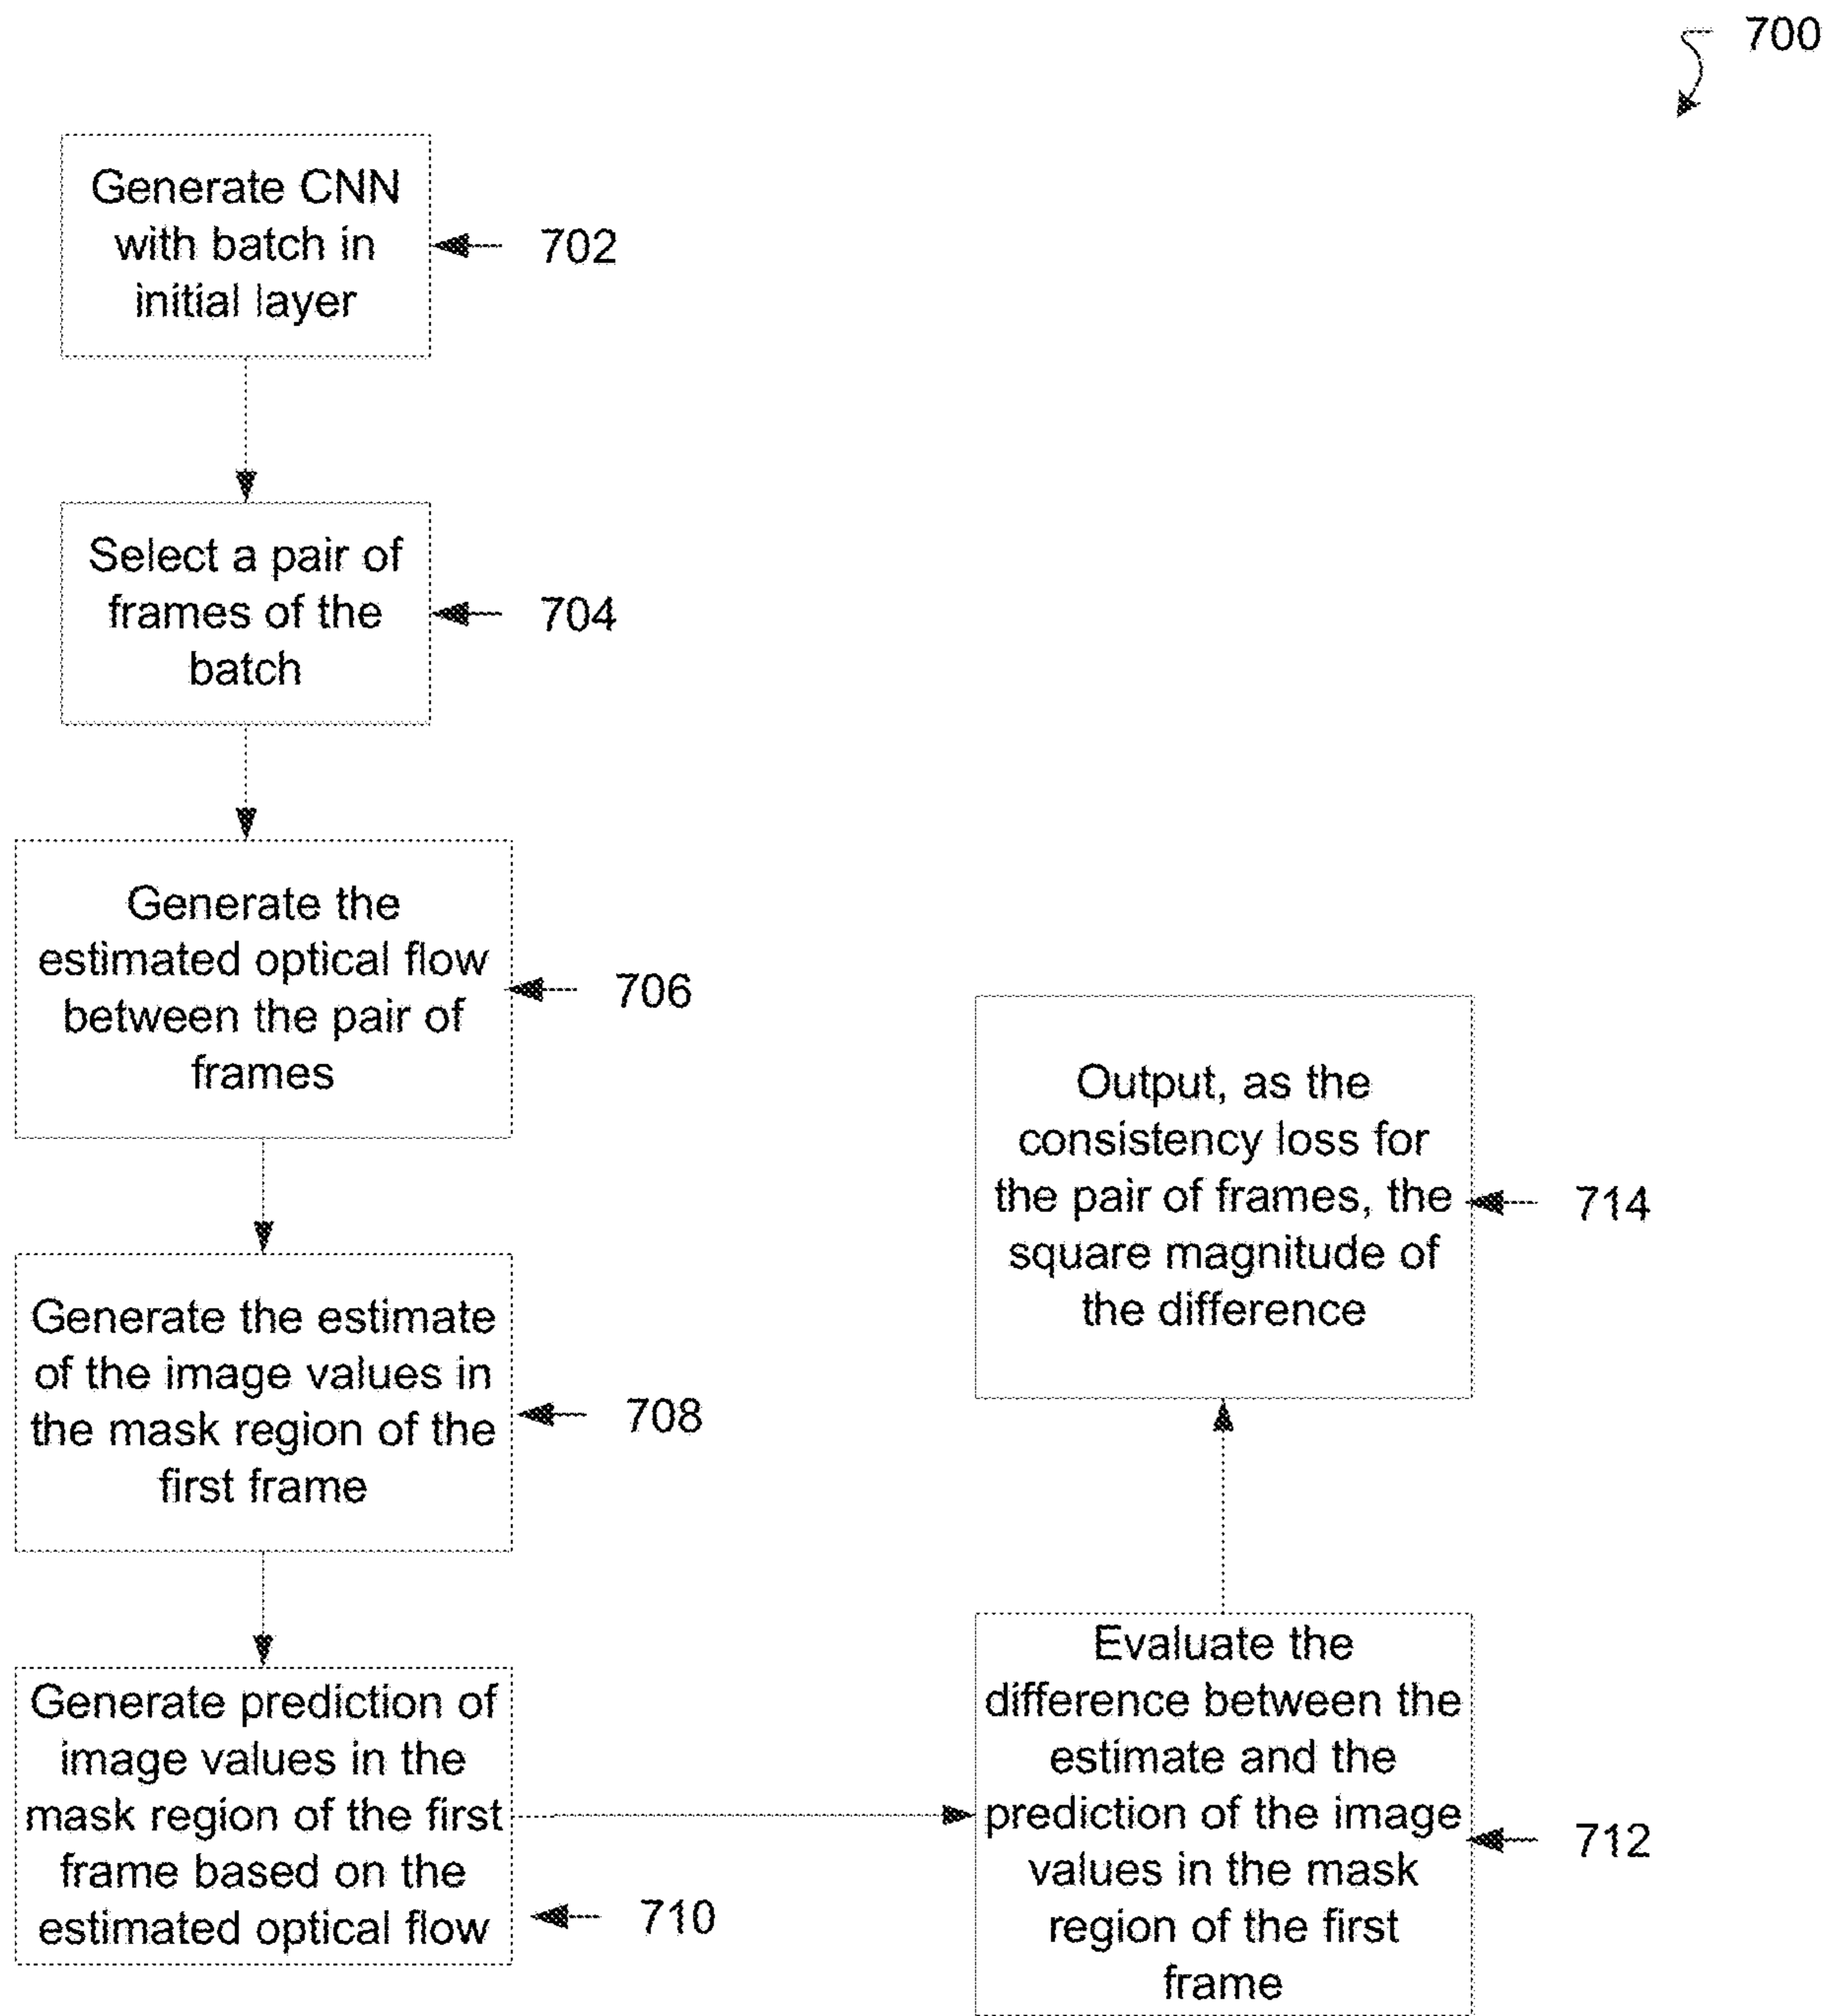 700
Generate CNN
with batch in
initial layer
702
Select a pair of
frames of the
batch
704
Generate the
estimated optical flow
between the pair of
frames
706
Generate the estimate
of the image values in
the mask region of the
first frame
708
Generate prediction of
image values in the
mask region of the first
frame based on the
estimated optical flow
710
Evaluate the
difference between the
estimate and the
prediction of the image
values in the mask
region of the first
frame
712
Output, as the
consistency loss for
the pair of frames, the
square magnitude of
the difference
714